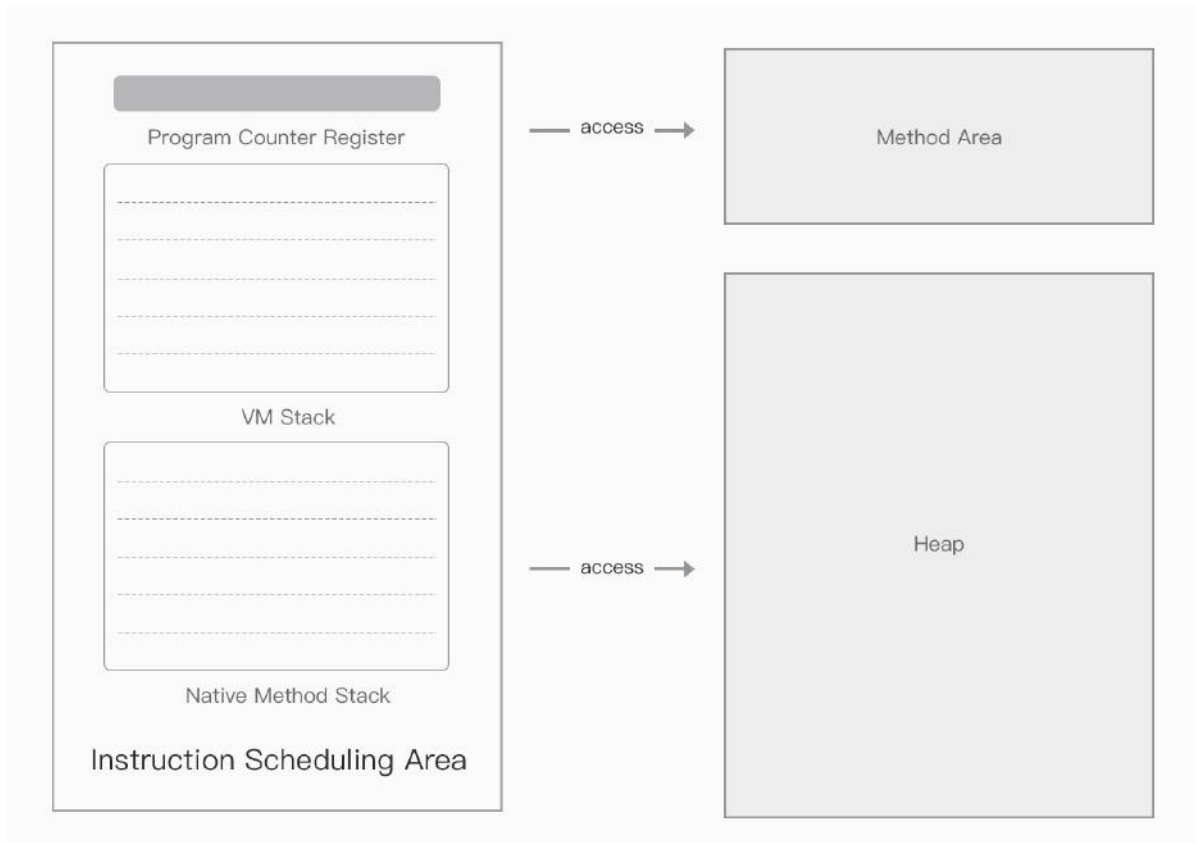 Program Counter Register
VM Stack
Native Method Stack
Instruction Scheduling Area
access
access
Method Area
Heap